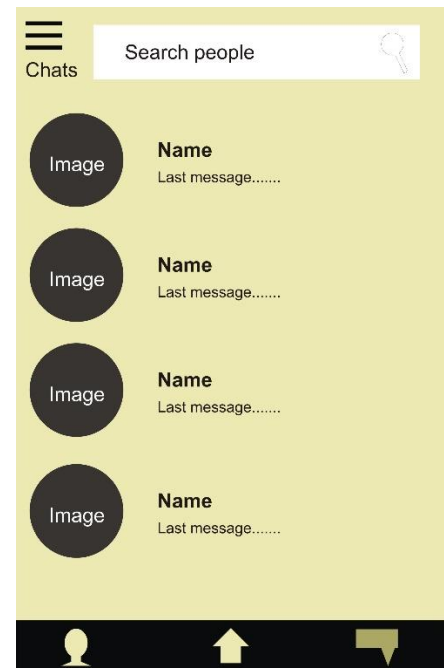 Search people
Chats
Image
Name
Last message.......
Image
Name
Last message.......
Image
Name
Last message.......
Image
Name
Last message.......